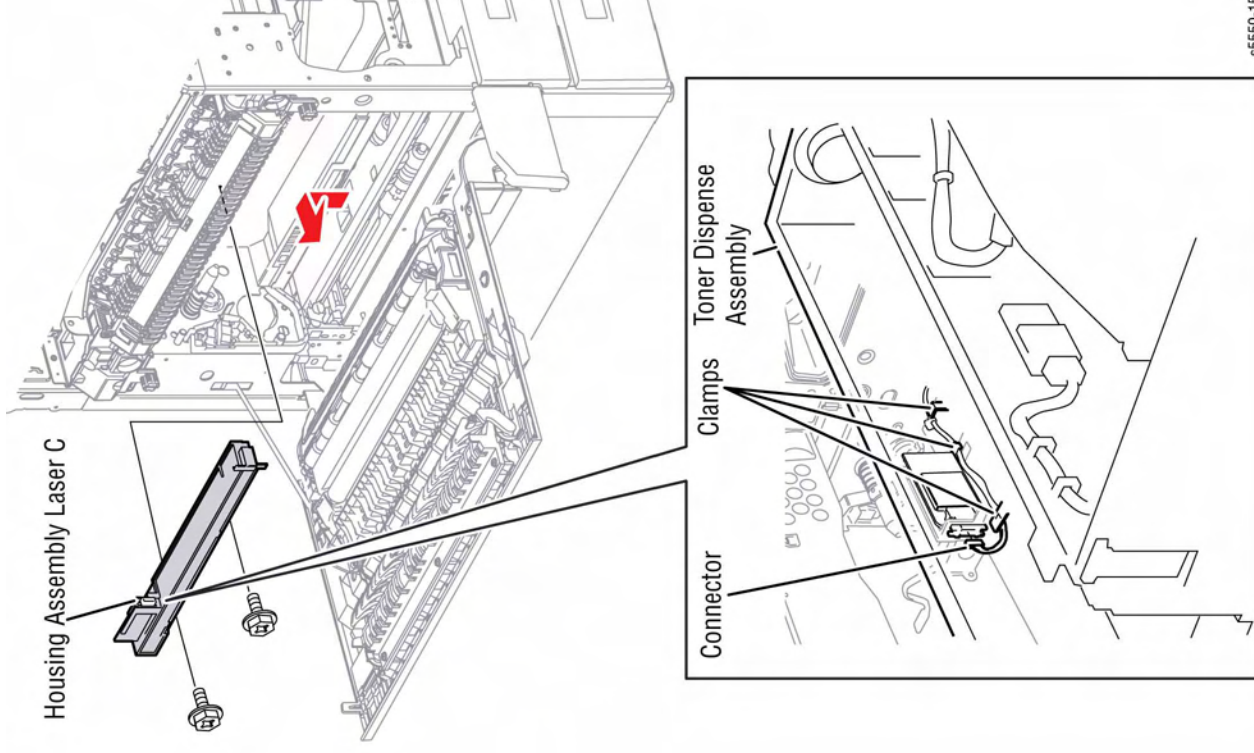 Housing Assembly Laser C
Connector
Clamps
Toner Dispense
Assembly